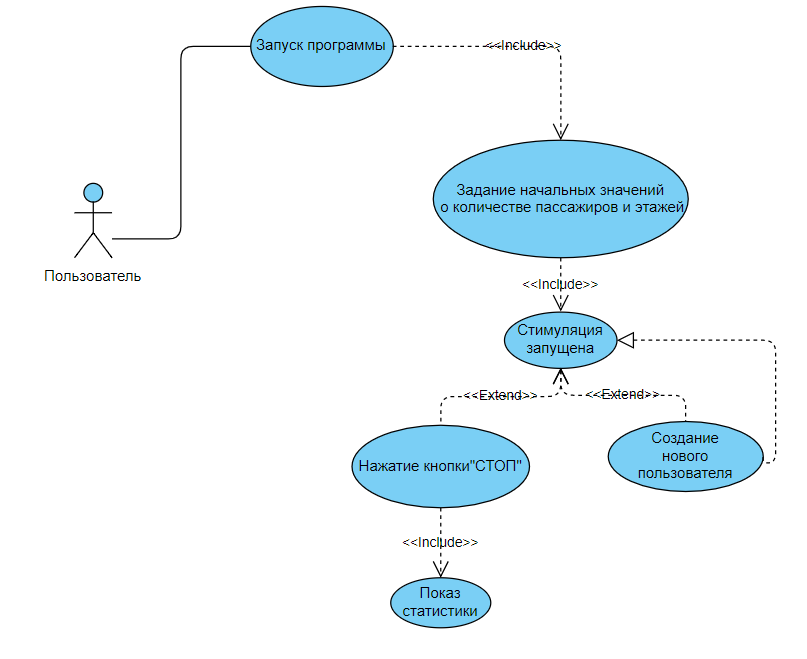 Запуск программы
<<Include>>
Задание начальных значений
о количестве пассажиров и этажей
Пользователь
<<Include>>
Стимуляция
запущена
<<Extend>>
<<Extend>>
Нажатие кнопки"СТОП"
Создание
нового
пользователя
<<Include>>
Показ
статистики